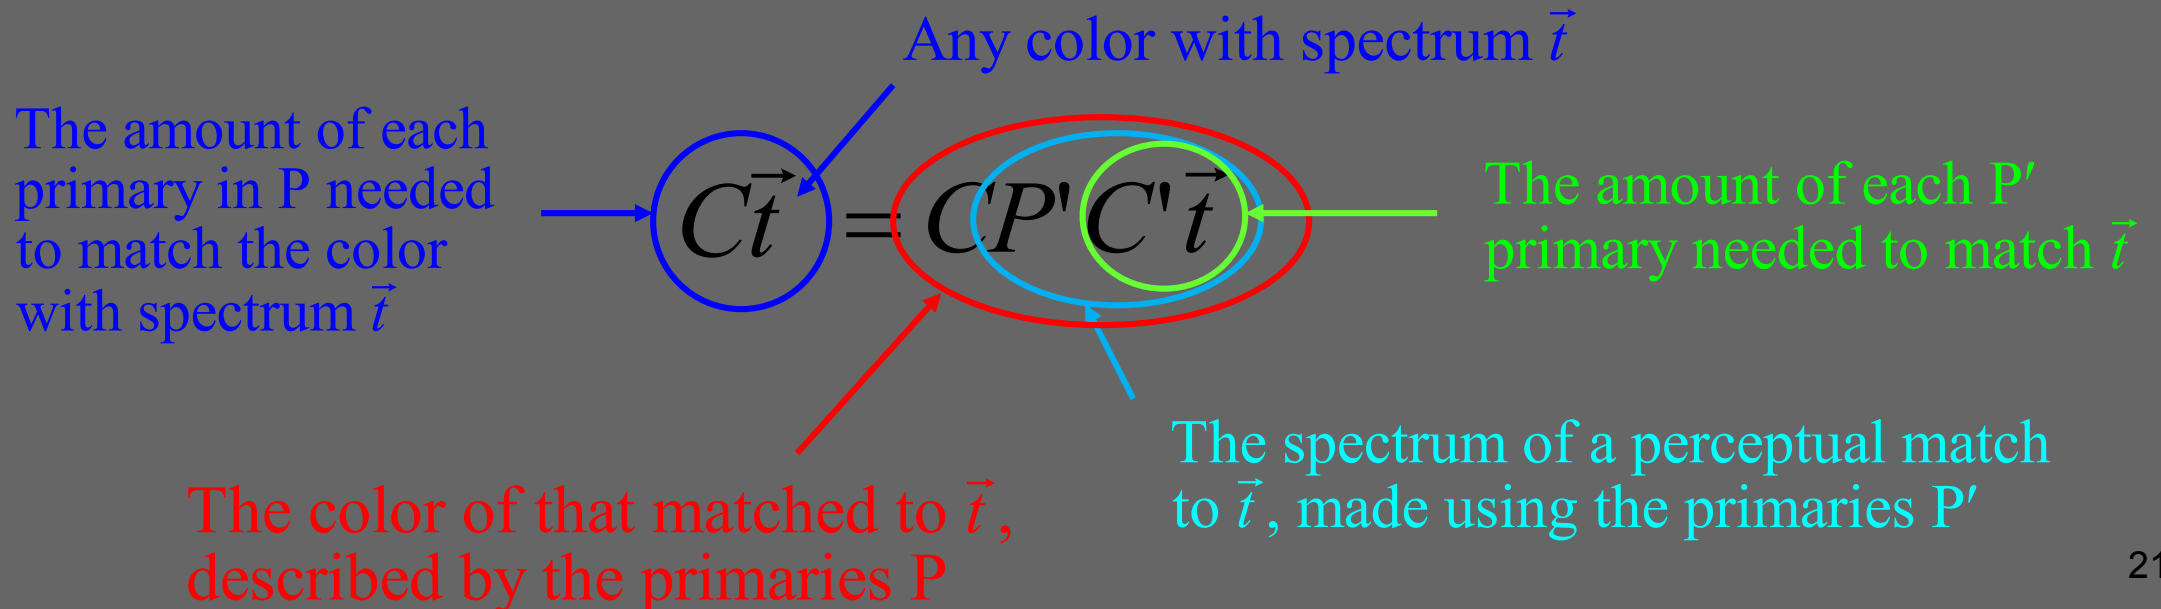 Any color with spectrum t⃗
The amount of each
primary in P needed
to match the color
with spectrum t⃗
Ct⃗ = CP'C't⃗
The amount of each P′
primary needed to match t⃗
The spectrum of a perceptual match
to t⃗, made using the primaries P′
The color of that matched to t⃗,
described by the primaries P
21